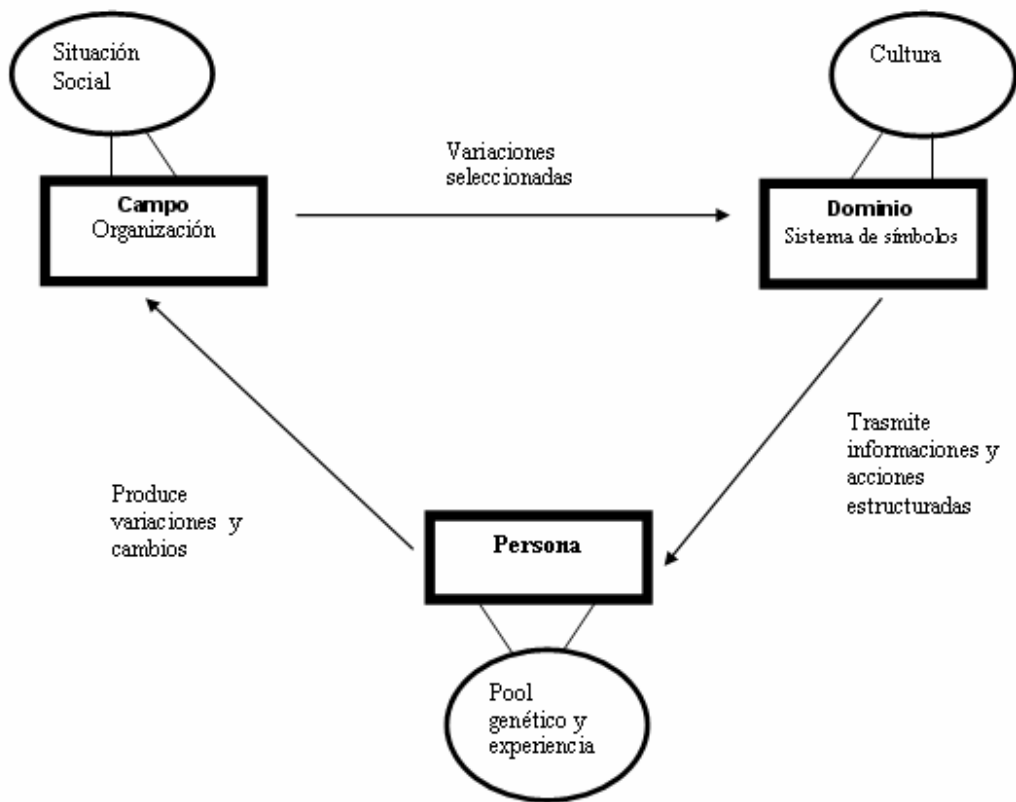 Situación
Social
Cultura
Variaciones
seleccionadas
Campo
Organización
Dominio
Sistema de símbolos
Trasmite
informaciones y
acciones
estructuradas
Produce
variaciones y
cambios
Persona
Pool
genético y
experiencia